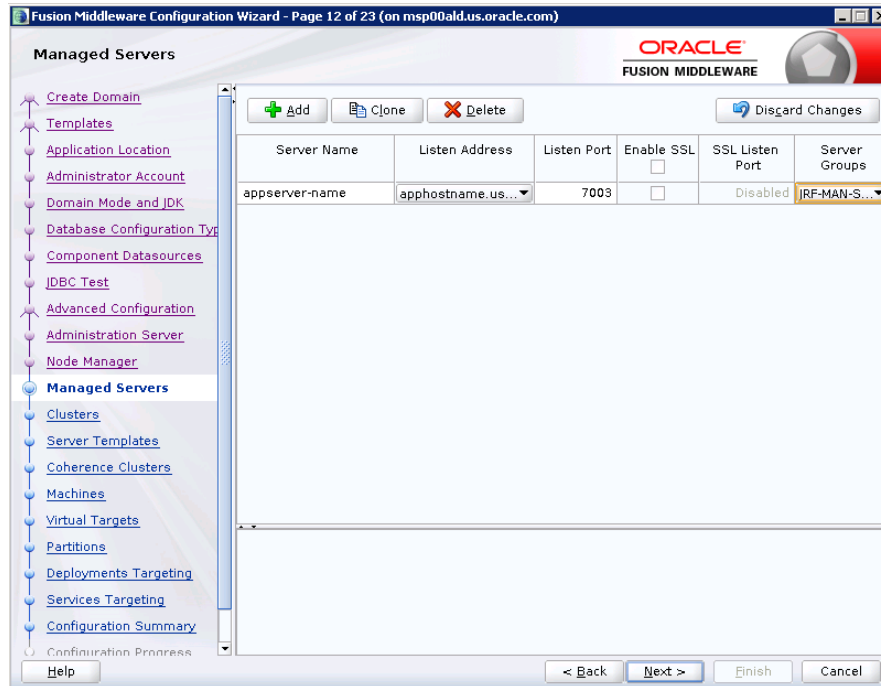 Fusion Middleware Configuration Wizard - Page 12 of 23 (on msp00ald.us.oracle.com)
Managed Servers
ORACLE
FUSION MIDDLEWARE
Create Domain
Templates
Application Location
Administrator Account
Domain Mode and JDK
Database Configuration Typ
Component Datasources
JDBC Test
Advanced Configuration
Administration Server
Node Manager
Managed Servers
Clusters
Server Templates
Coherence Clusters
Machines
Virtual Targets
Partitions
Deployments Targeting
Services Targeting
Configuration Summary
Configuration Progress
Add Clone Delete Discard Changes
Server Name Listen Address Listen Port Enable SSL SSL Listen Port Server Groups
appserver-name apphostname.us... 7003 Disabled JRF-MAN-S...
Help < Back Next > Finish Cancel